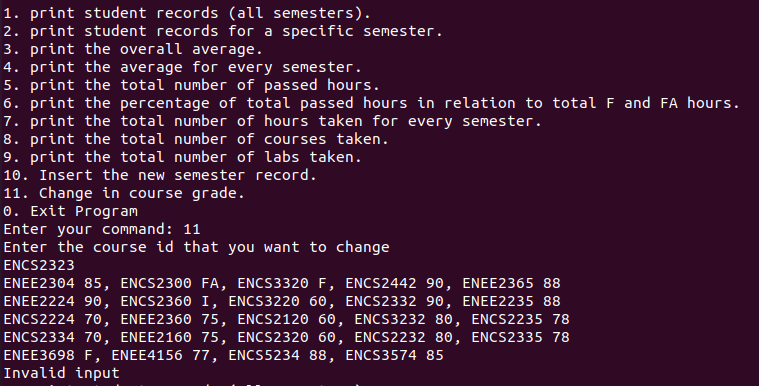 1. print student records (all semesters).
2. print student records for a specific semester.
3. print the overall average.
4. print the average for every semester.
5. print the total number of passed hours.
6. print the percentage of total passed hours in relation to total F and FA hours.
7. print the total number of hours taken for every semester.
8. print the total number of courses taken.
9. print the total number of labs taken.
10. Insert the new semester record.
11. Change in course grade.
0. Exit Program
Enter your command: 11
Enter the course id that you want to change
ENCS2323
ENEE2304 85, ENCS2300 FA, ENCS3320 F, ENCS2442 90, ENEE2365 88
ENEE2224 90, ENCS2360 I, ENCS3220 60, ENCS2332 90, ENEE2235 88
ENCS2224 70, ENEE2360 75, ENCS2120 60, ENCS3232 80, ENCS2235 78
ENCS2334 70, ENEE2160 75, ENCS2320 60, ENCS2232 80, ENCS2335 78
ENEE3698 F, ENEE4156 77, ENCS5234 88, ENCS3574 85
Invalid input